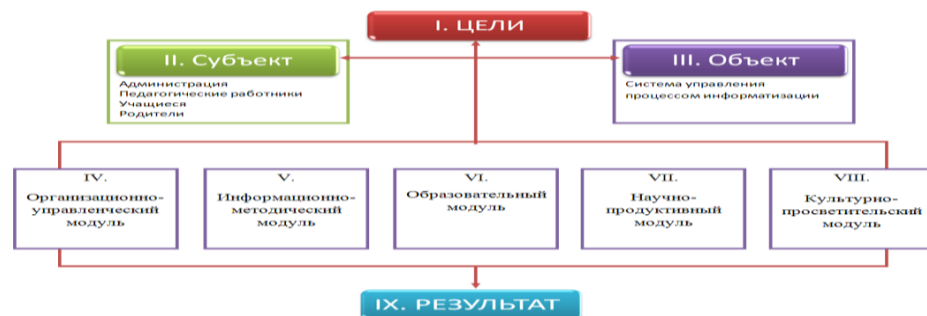 I. ЦЕЛИ
II. Субъект
Администрация
Педагогические работники
Учащиеся
Родители
III. Объект
Система управления
процессом информатизации
IV.
Организационно-
управленческий
модуль
V.
Информационно-
методический
модуль
VI.
Образовательный
модуль
VII.
Научно-
продуктивный
модуль
VIII.
Культурно-
просветительский
модуль
IX. РЕЗУЛЬТАТ